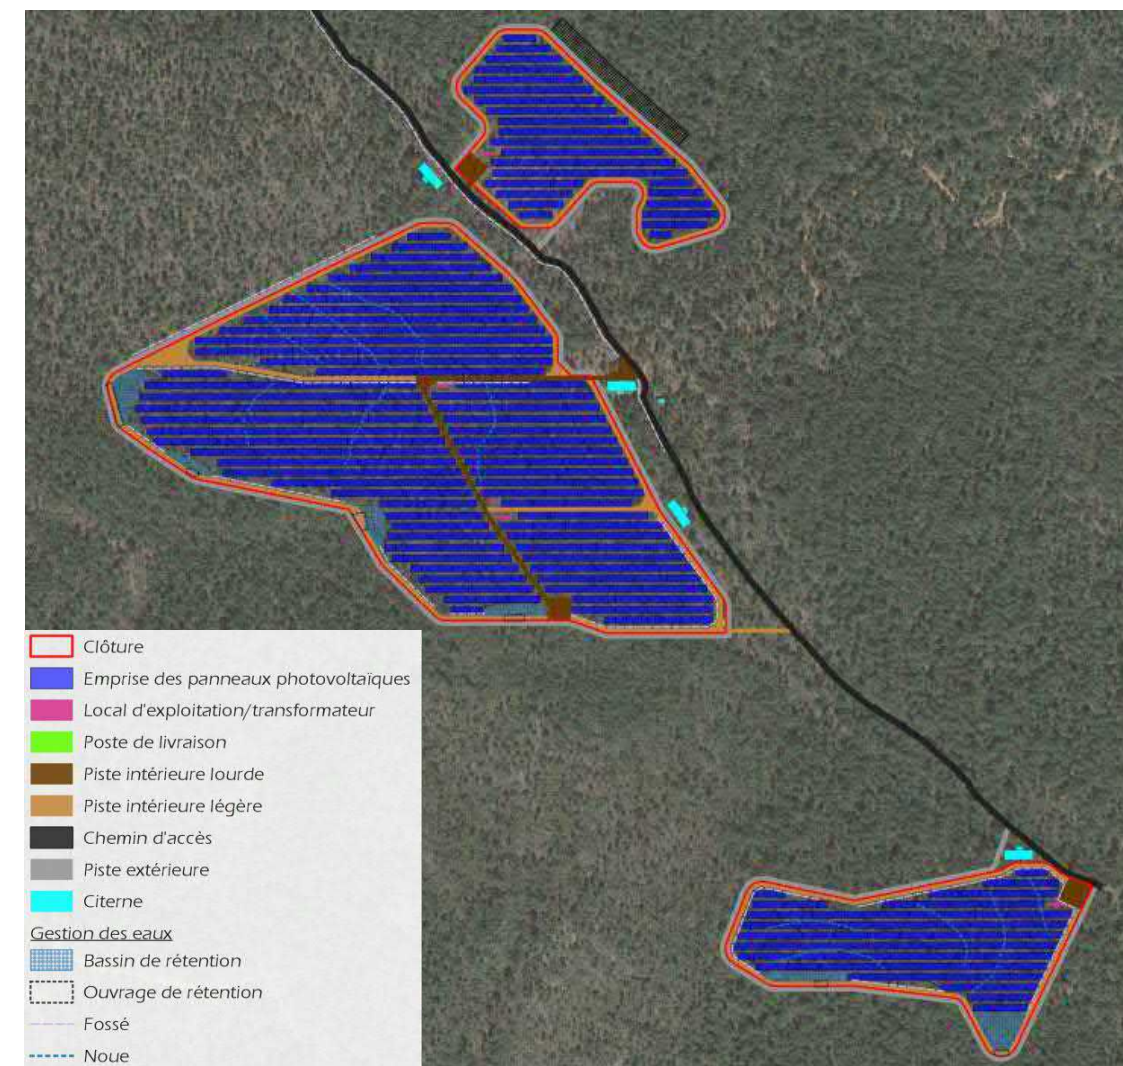 Clôture
Emprise des panneaux photovoltaïques
Local d'exploitation/transformateur
Poste de livraison
Piste intérieure lourde
Piste intérieure légère
Chemin d'accès
Piste extérieure
Citerne
Gestion des eaux
Bassin de rétention
Ouvrage de rétention
Fossé
Noue